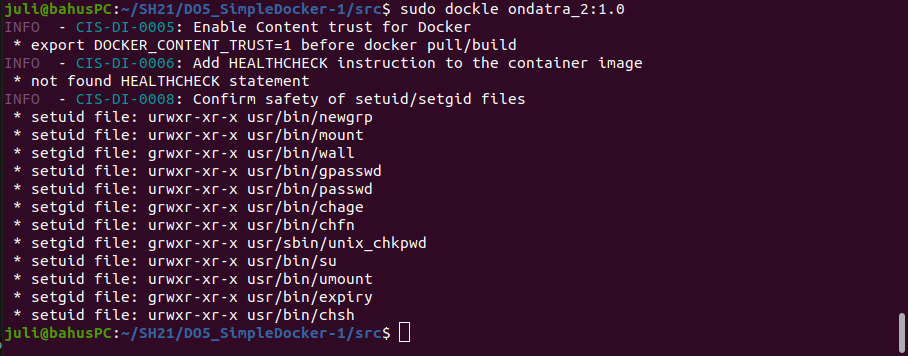 juli@bahusPC:~/SH21/DO5_SimpleDocker-1/src$ sudo dockle ondatra_2:1.0
INFO  - CIS-DI-0005: Enable Content trust for Docker
 * export DOCKER_CONTENT_TRUST=1 before docker pull/build
INFO  - CIS-DI-0006: Add HEALTHCHECK instruction to the container image
 * not found HEALTHCHECK statement
INFO  - CIS-DI-0008: Confirm safety of setuid/setgid files
 * setuid file: urwxr-xr-x usr/bin/newgrp
 * setuid file: urwxr-xr-x usr/bin/mount
 * setgid file: grwxr-xr-x usr/bin/wall
 * setuid file: urwxr-xr-x usr/bin/gpasswd
 * setuid file: urwxr-xr-x usr/bin/passwd
 * setgid file: grwxr-xr-x usr/bin/chage
 * setuid file: urwxr-xr-x usr/bin/chfn
 * setgid file: grwxr-xr-x usr/sbin/unix_chkpwd
 * setuid file: urwxr-xr-x usr/bin/su
 * setuid file: urwxr-xr-x usr/bin/umount
 * setgid file: grwxr-xr-x usr/bin/expiry
 * setuid file: urwxr-xr-x usr/bin/chsh
juli@bahusPC:~/SH21/DO5_SimpleDocker-1/src$